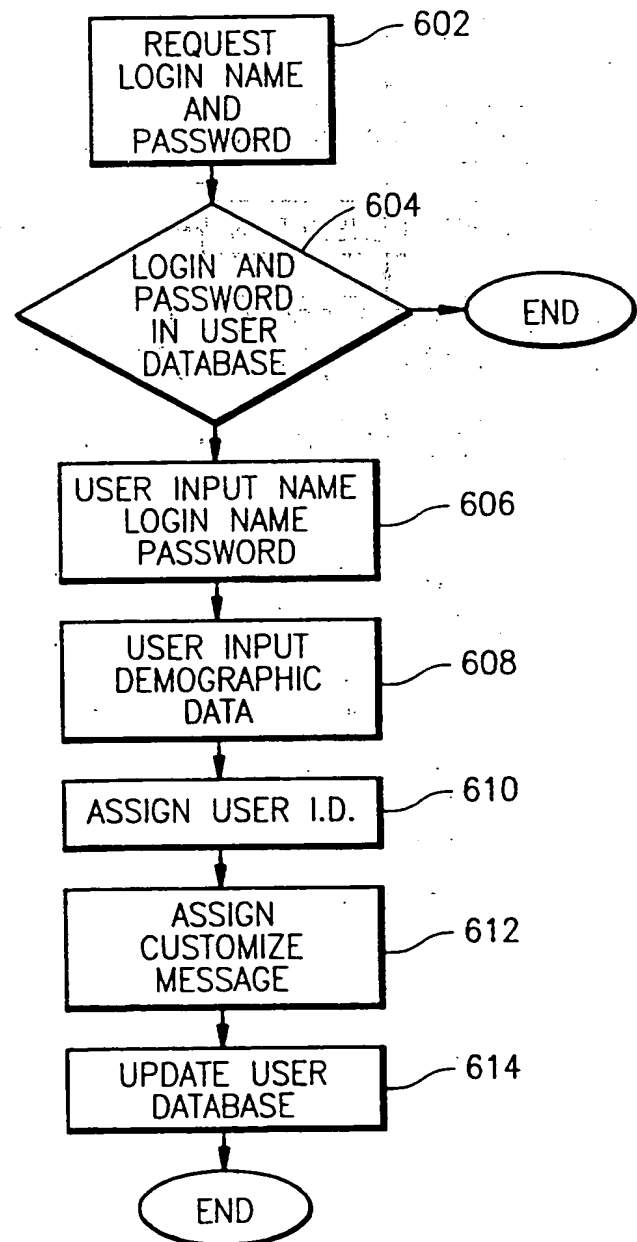 REQUEST
LOGIN NAME
AND
PASSWORD
602
LOGIN AND
PASSWORD
IN USER
DATABASE
604
END
USER INPUT NAME
LOGIN NAME
PASSWORD
606
USER INPUT
DEMOGRAPHIC
DATA
608
ASSIGN USER I.D.
610
ASSIGN
CUSTOMIZE
MESSAGE
612
UPDATE USER
DATABASE
614
END